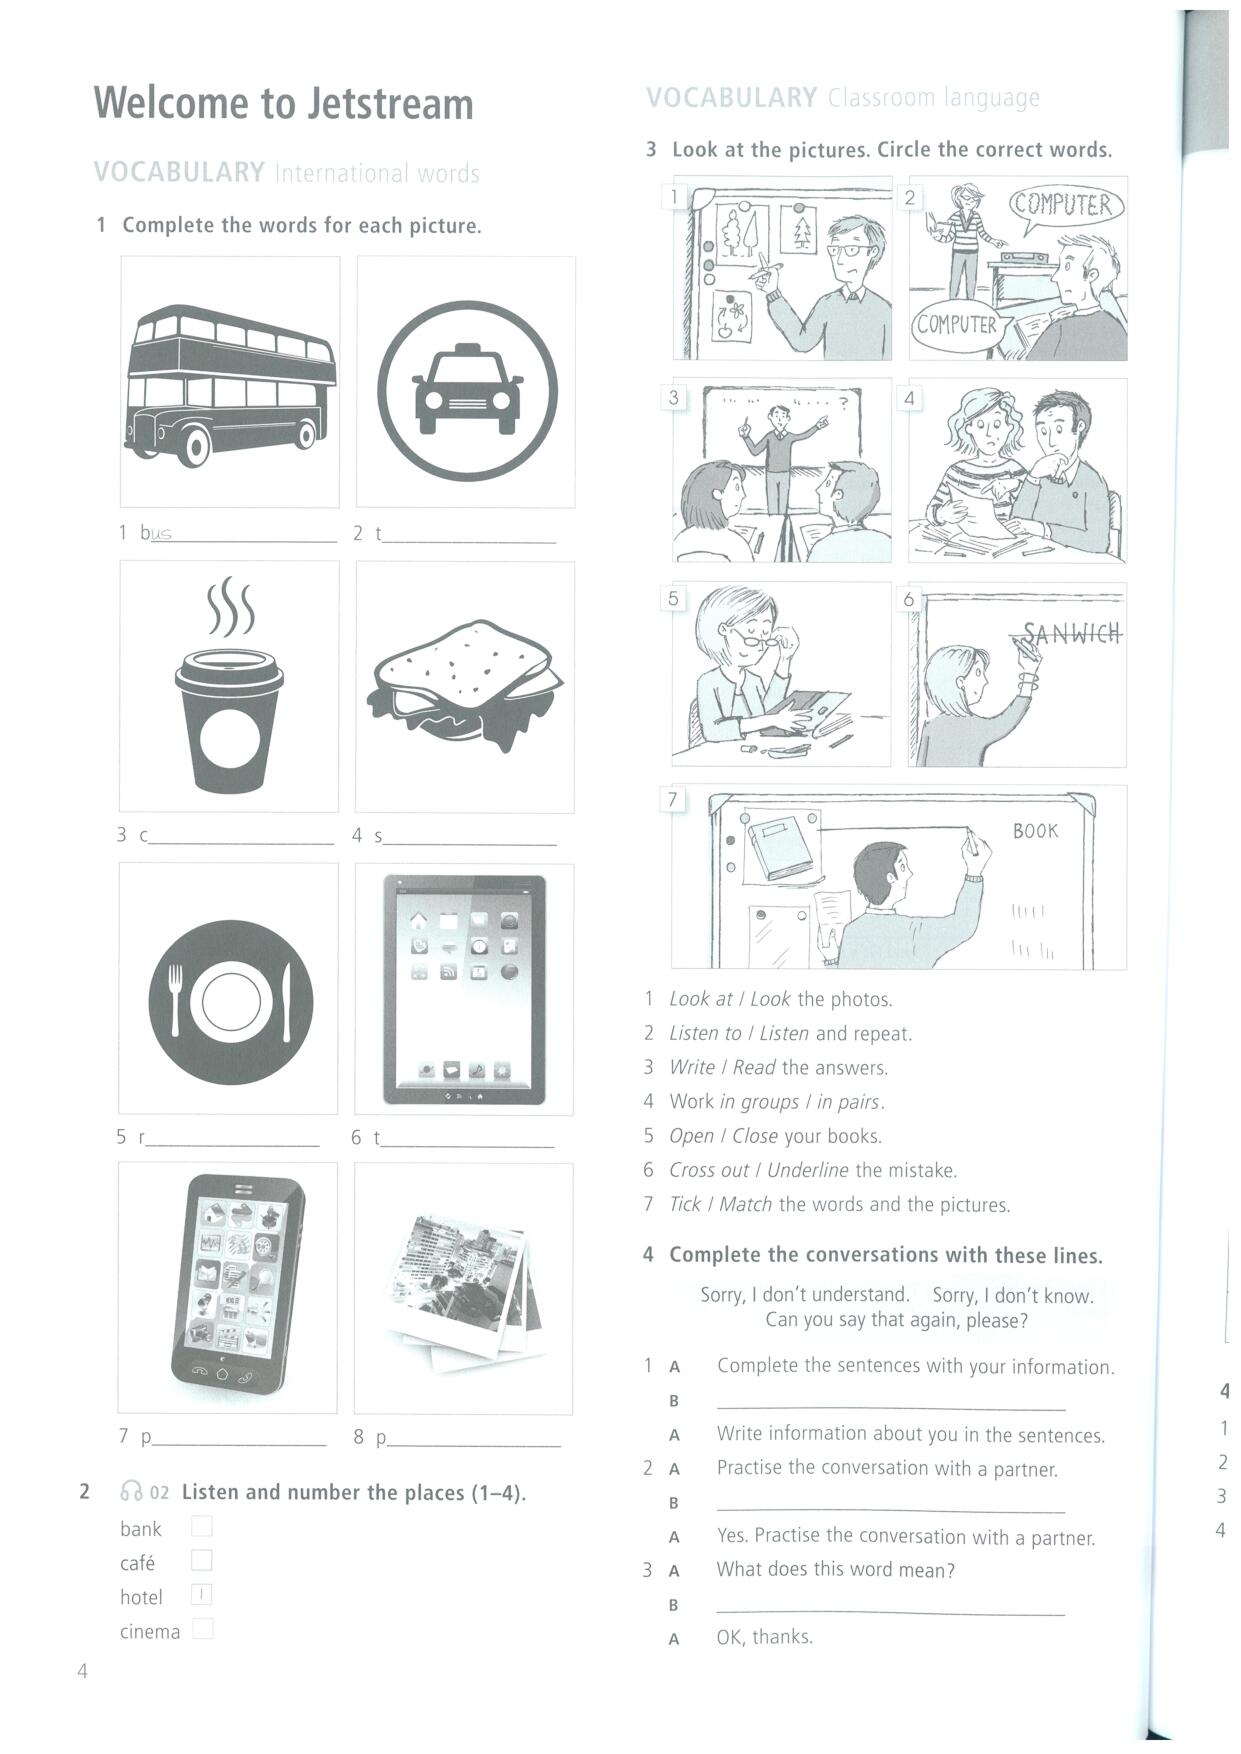 Welcome to Jetstream
VOCABULARY International words
1 Complete the words for each picture.
1 bus
2 t
3 c
4 s
5 r
6 t
7 p
8 p
2 02 Listen and number the places (1–4).
bank
café
hotel 1
cinema
4
VOCABULARY Classroom language
3 Look at the pictures. Circle the correct words.
1
2
COMPUTER
COMPUTER
3
?
4
5
6
SANWICH
7
BOOK
1 Look at / Look the photos.
2 Listen to / Listen and repeat.
3 Write / Read the answers.
4 Work in groups / in pairs.
5 Open / Close your books.
6 Cross out / Underline the mistake.
7 Tick / Match the words and the pictures.
4 Complete the conversations with these lines.
Sorry, I don't understand. Sorry, I don't know.
Can you say that again, please?
1 A Complete the sentences with your information.
B
A Write information about you in the sentences.
2 A Practise the conversation with a partner.
B
A Yes. Practise the conversation with a partner.
3 A What does this word mean?
B
A OK, thanks.
4
1
2
3
4